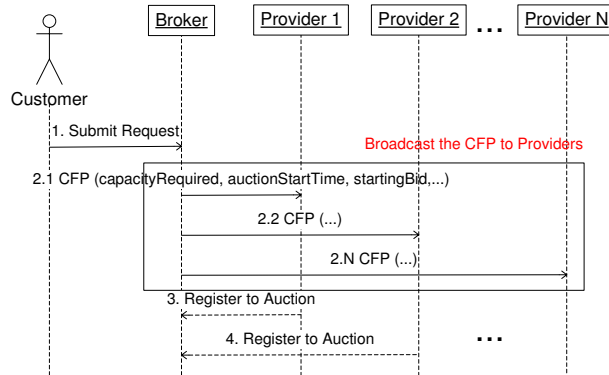 Broker
Provider 1
Provider 2
...
Provider N
Customer
1. Submit Request
Broadcast the CFP to Providers
2.1 CFP (capacityRequired, auctionStartTime, startingBid,...)
2.2 CFP (...)
2.N CFP (...)
3. Register to Auction
4. Register to Auction
...